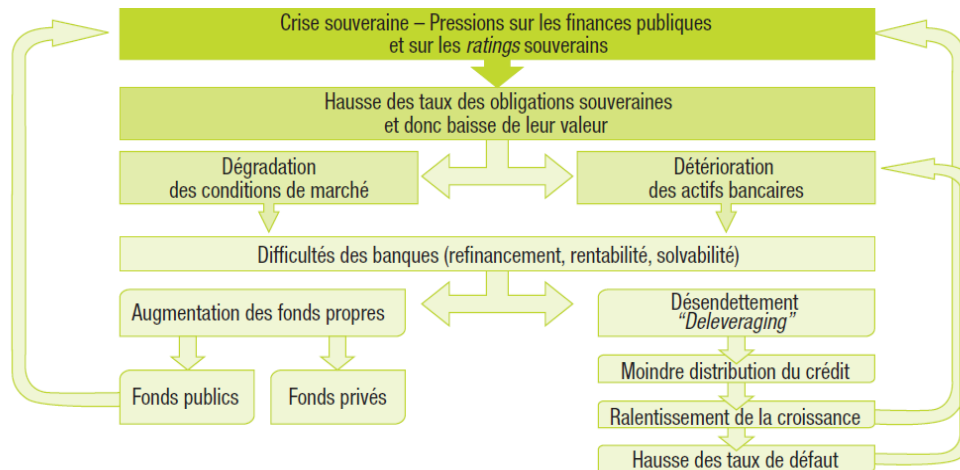 Crise souveraine – Pressions sur les finances publiques
et sur les ratings souverains
Hausse des taux des obligations souveraines
et donc baisse de leur valeur
Dégradation
des conditions de marché
Détérioration
des actifs bancaires
Difficultés des banques (refinancement, rentabilité, solvabilité)
Augmentation des fonds propres
Désendettement
“Deleveraging”
Fonds publics
Fonds privés
Moindre distribution du crédit
Ralentissement de la croissance
Hausse des taux de défaut